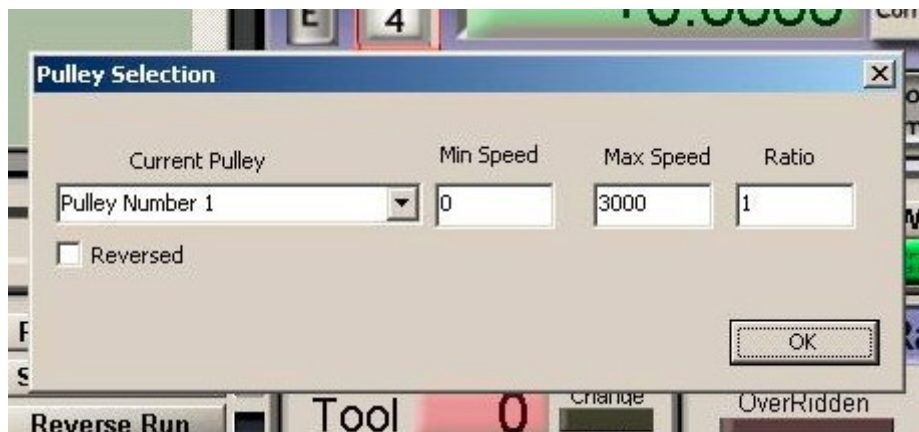 E
4
Pulley Selection
Current Pulley
Min Speed
Max Speed
Ratio
Pulley Number 1
0
3000
1
Reversed
OK
Reverse Run
Tool
0
Change
OverRidden